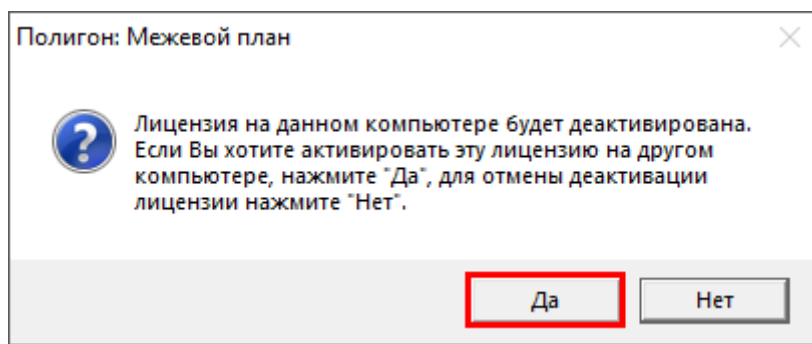 Полигон: Межевой план
Лицензия на данном компьютере будет деактивирована.
Если Вы хотите активировать эту лицензию на другом
компьютере, нажмите "Да", для отмены деактивации
лицензии нажмите "Нет".
Да
Нет